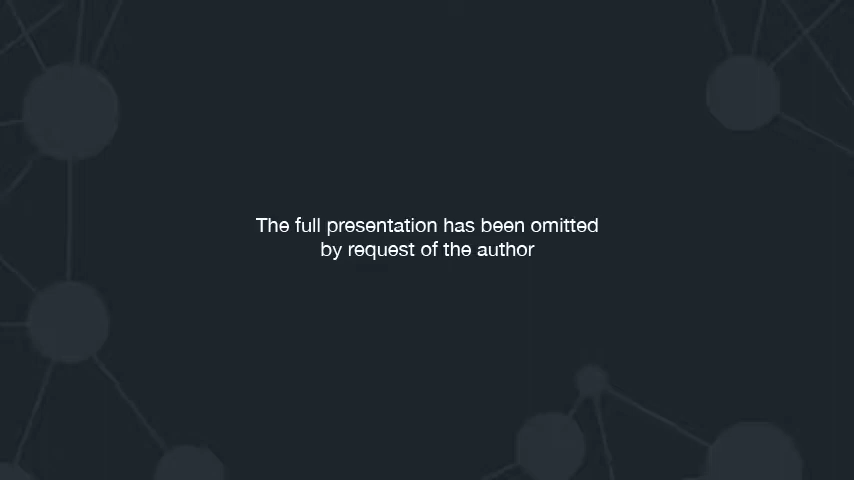 The full presentation has been omitted
by request of the author